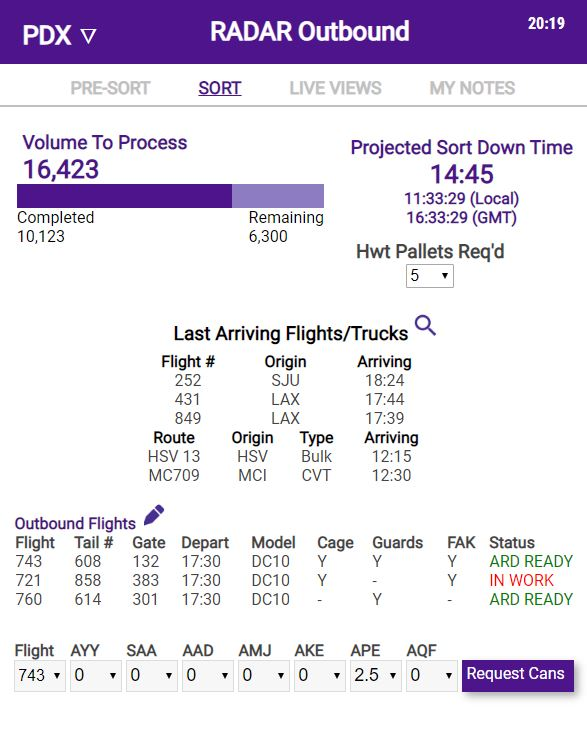 PDX ▽ RADAR Outbound 20:19
PRE-SORT SORT LIVE VIEWS MY NOTES
Volume To Process
16,423
Completed Remaining
10,123 6,300
Projected Sort Down Time
14:45
11:33:29 (Local)
16:33:29 (GMT)
Hwt Pallets Req'd
5
Last Arriving Flights/Trucks
Flight # Origin Arriving
252 SJU 18:24
431 LAX 17:44
849 LAX 17:39
Route Origin Type Arriving
HSV 13 HSV Bulk 12:15
MC709 MCI CVT 12:30
Outbound Flights
Flight Tail # Gate Depart Model Cage Guards FAK Status
743 608 132 17:30 DC10 Y Y Y ARD READY
721 858 383 17:30 DC10 Y - Y IN WORK
760 614 301 17:30 DC10 - Y - ARD READY
Flight AYY SAA AAD AMJ AKE APE AQF
743 0 0 0 0 0 2.5 0 Request Cans